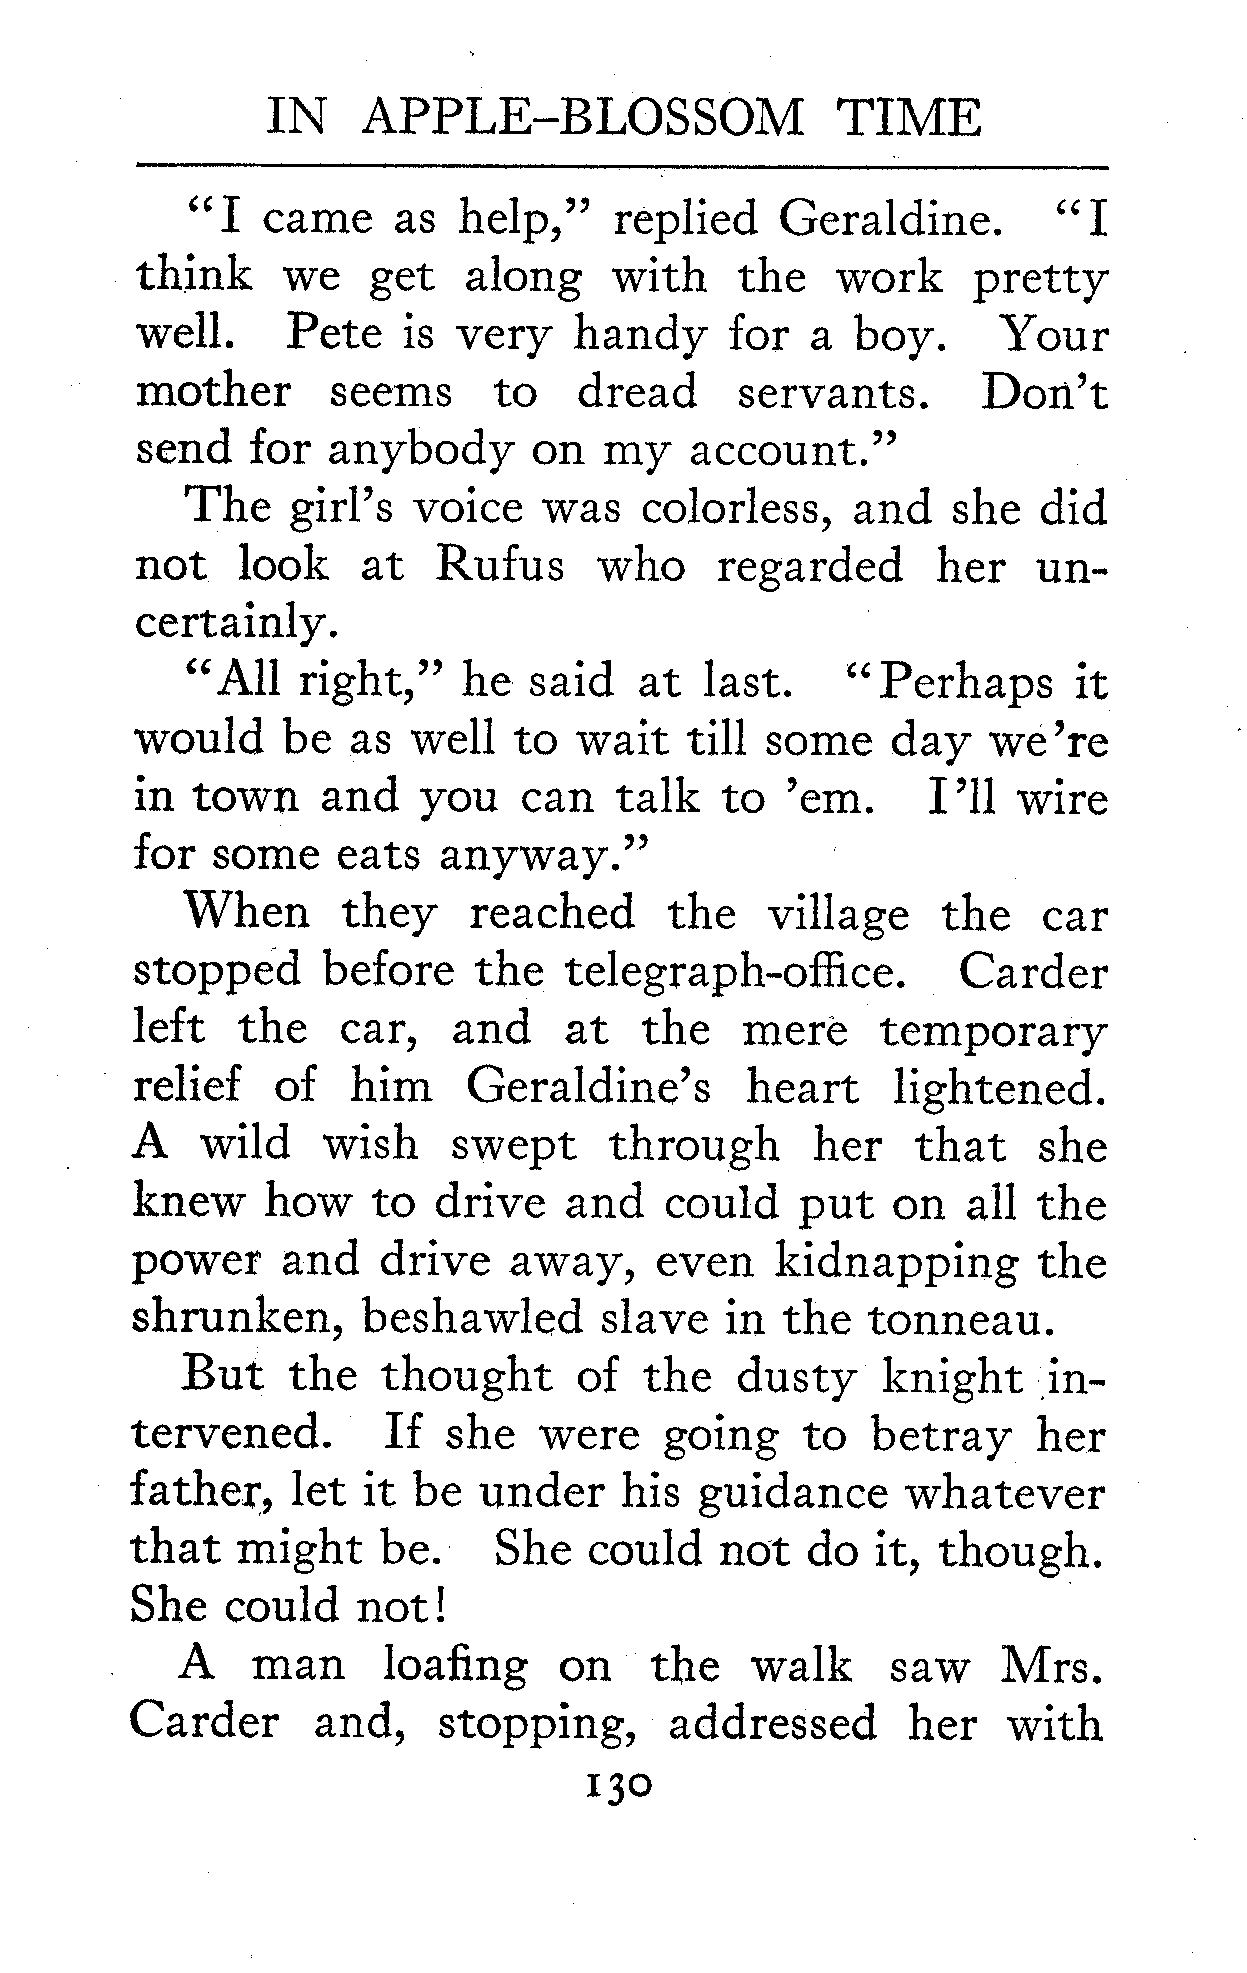 IN APPLE-BLOSSOM TIME
"I came as help," replied Geraldine. "I
think we get along with the work pretty
well. Pete is very handy for a boy. Your
mother seems to dread servants. Don't
send for anybody on my account."
The girl's voice was colorless, and she did
not look at Rufus who regarded her un-
certainly.
"All right," he said at last. "Perhaps it
would be as well to wait till some day we're
in town and you can talk to 'em. I'll wire
for some eats anyway."
When they reached the village the car
stopped before the telegraph-office. Carder
left the car, and at the mere temporary
relief of him Geraldine's heart lightened.
A wild wish swept through her that she
knew how to drive and could put on all the
power and drive away, even kidnapping the
shrunken, beshawled slave in the tonneau.
But the thought of the dusty knight in-
tervened. If she were going to betray her
father, let it be under his guidance whatever
that might be. She could not do it, though.
She could not!
A man loafing on the walk saw Mrs.
Carder and, stopping, addressed her with
130